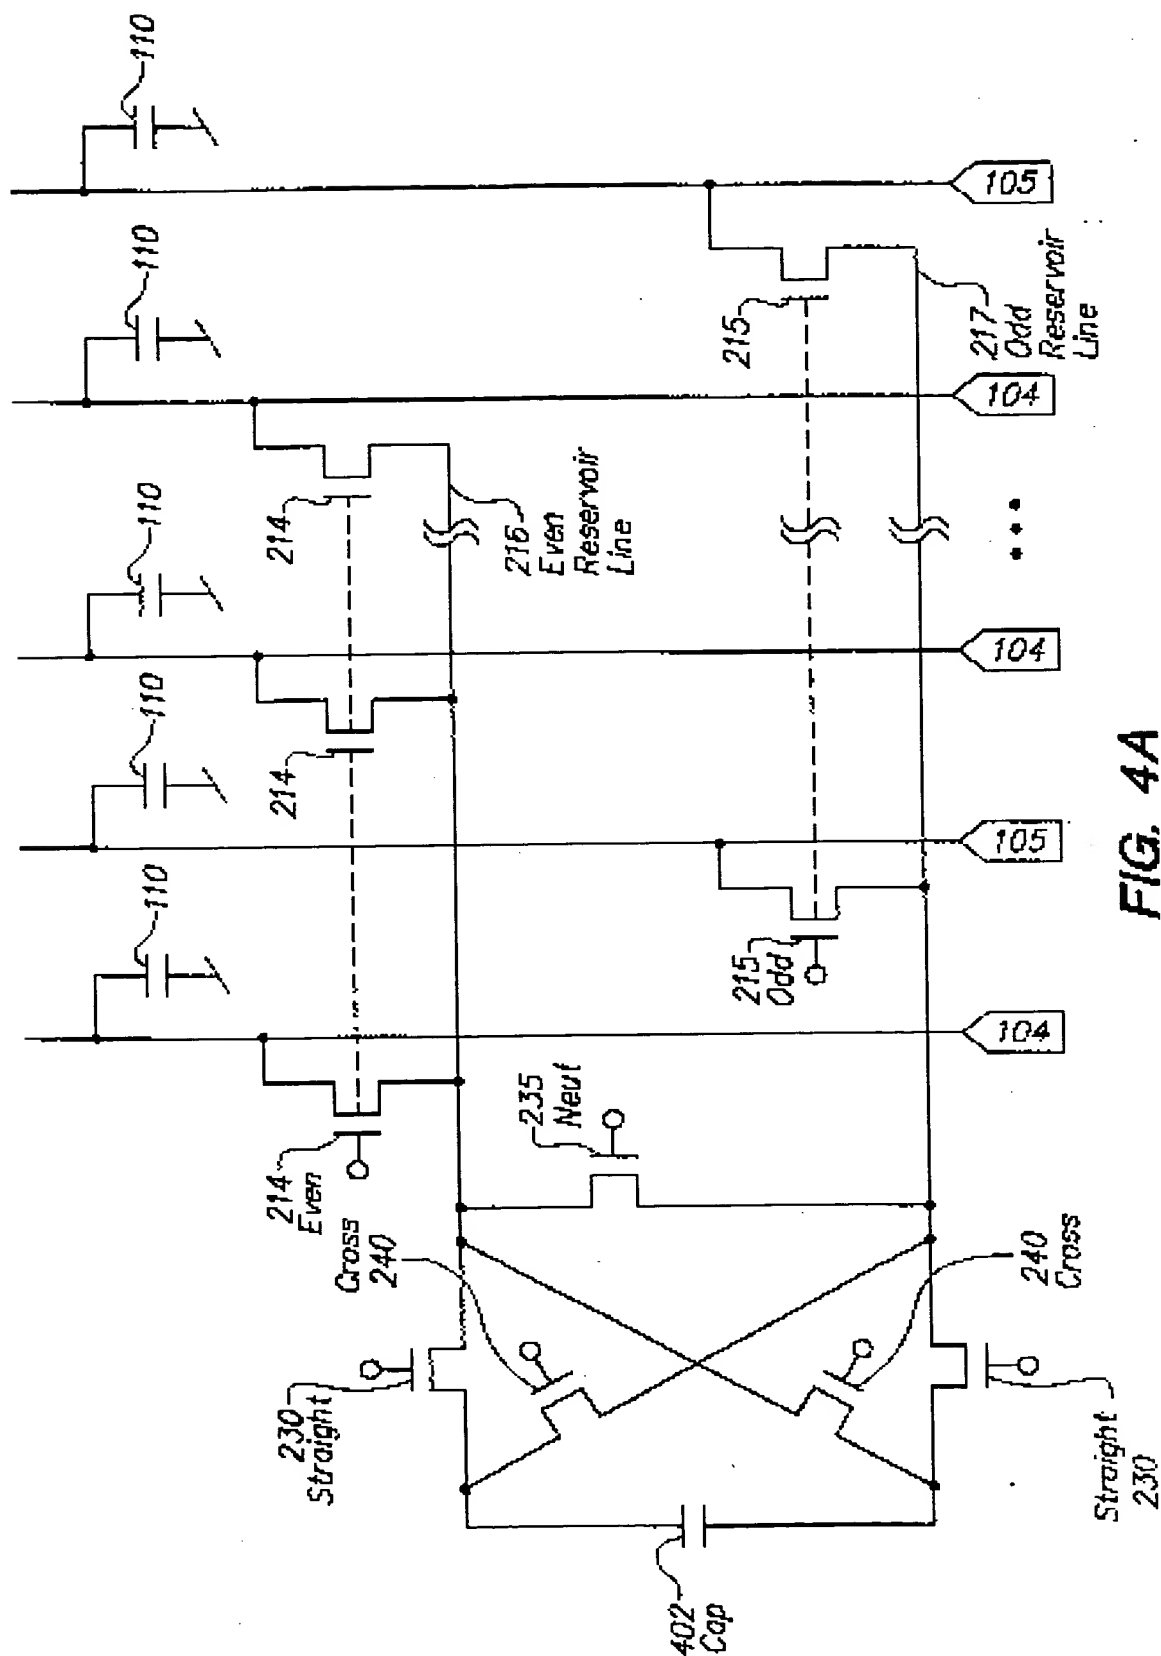 110
110
110
110
110
214
Even
214
214
216
Even
Reservoir
Line
Cross
240
230
Straight
235
Neut
402
Cap
215
Odd
215
217
Odd
Reservoir
Line
240
Cross
Straight
230
104
105
104
104
105
FIG. 4A